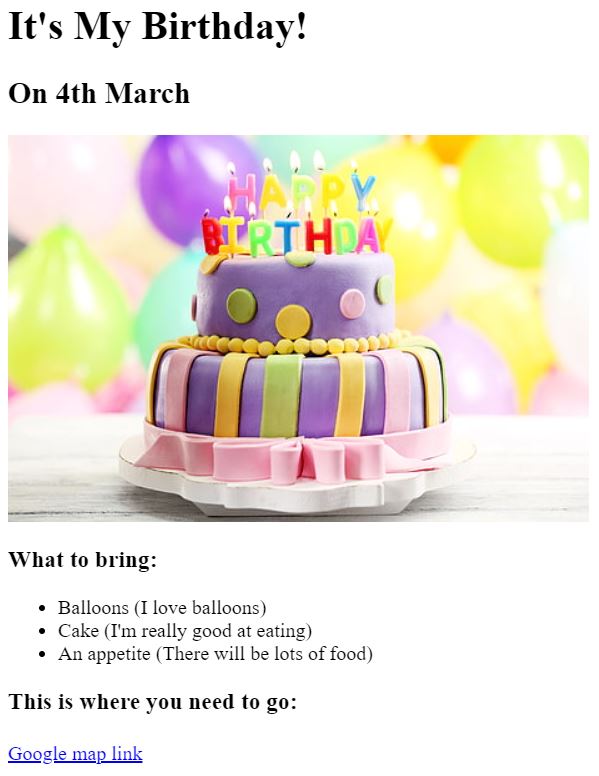 It's My Birthday!
On 4th March
HAPPY
BIRTHDAY
What to bring:
Balloons (I love balloons)
Cake (I'm really good at eating)
An appetite (There will be lots of food)
This is where you need to go:
Google map link